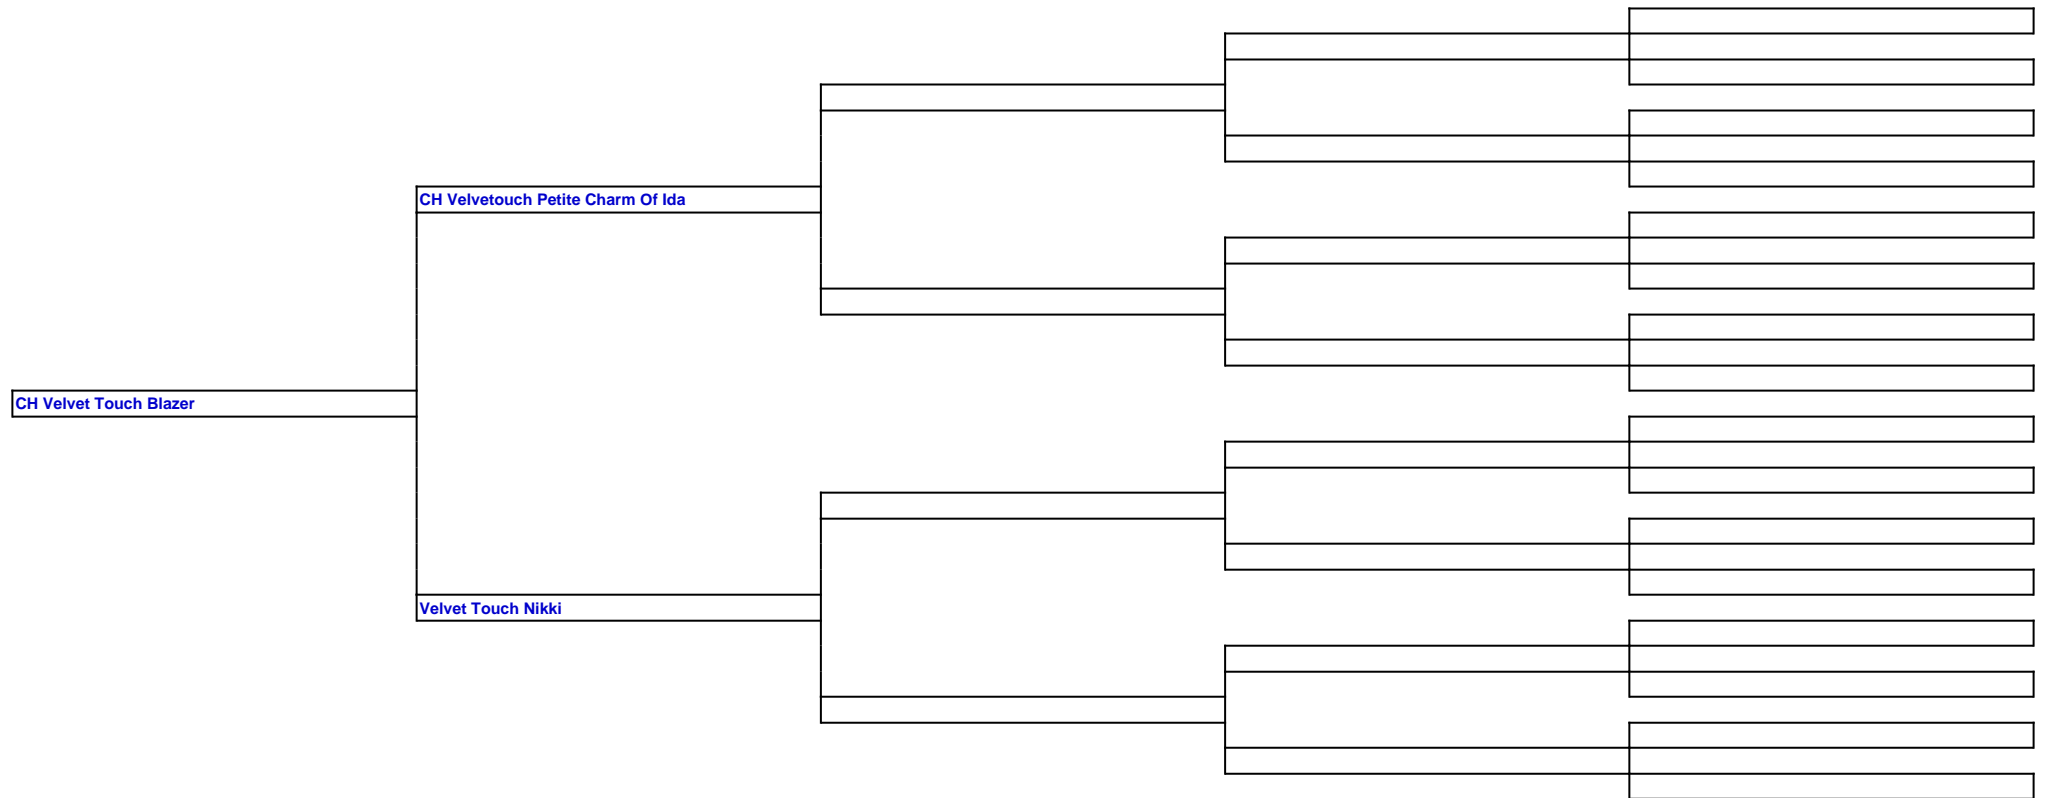 CH Velvetouch Petite Charm Of Ida
CH Velvet Touch Blazer
Velvet Touch Nikki